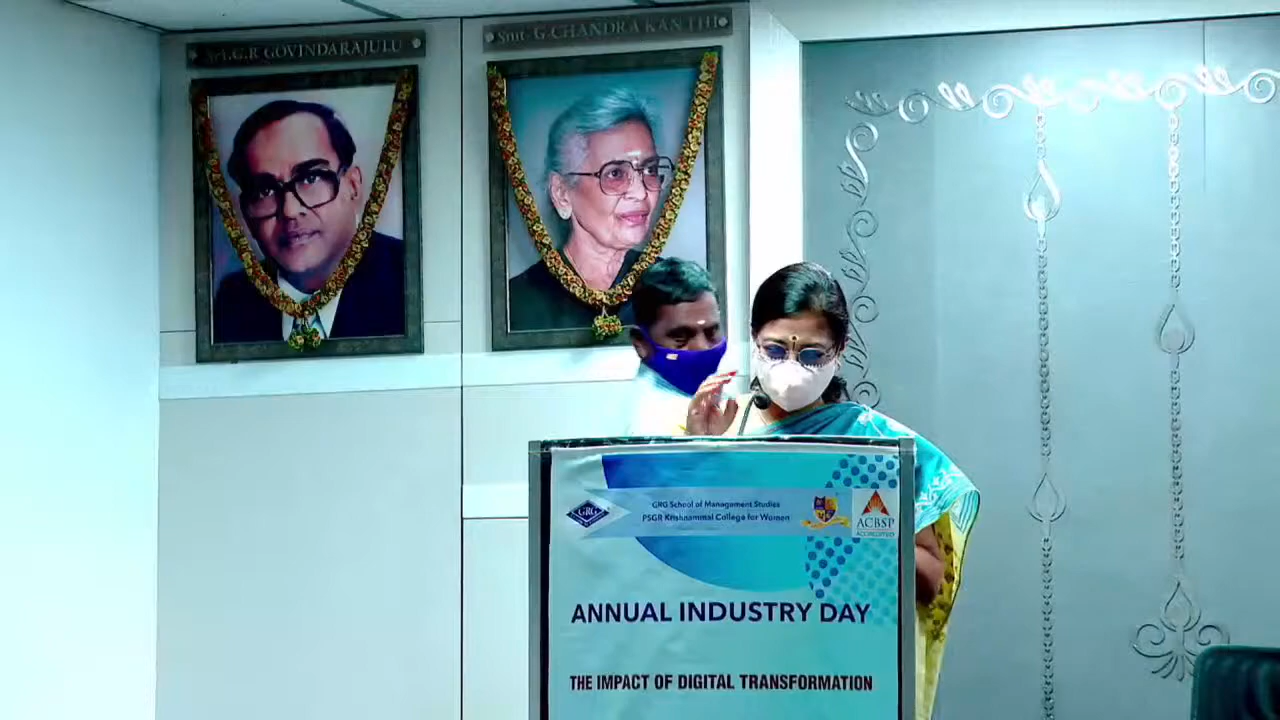 Sri.G.R GOVINDARAJULU
Smt. G.CHANDRA KANTHI
GRG School of Management Studies
PSGR Krishnammal College for Women
GRG
ACBSP
ACCREDITED
ANNUAL INDUSTRY DAY
THE IMPACT OF DIGITAL TRANSFORMATION